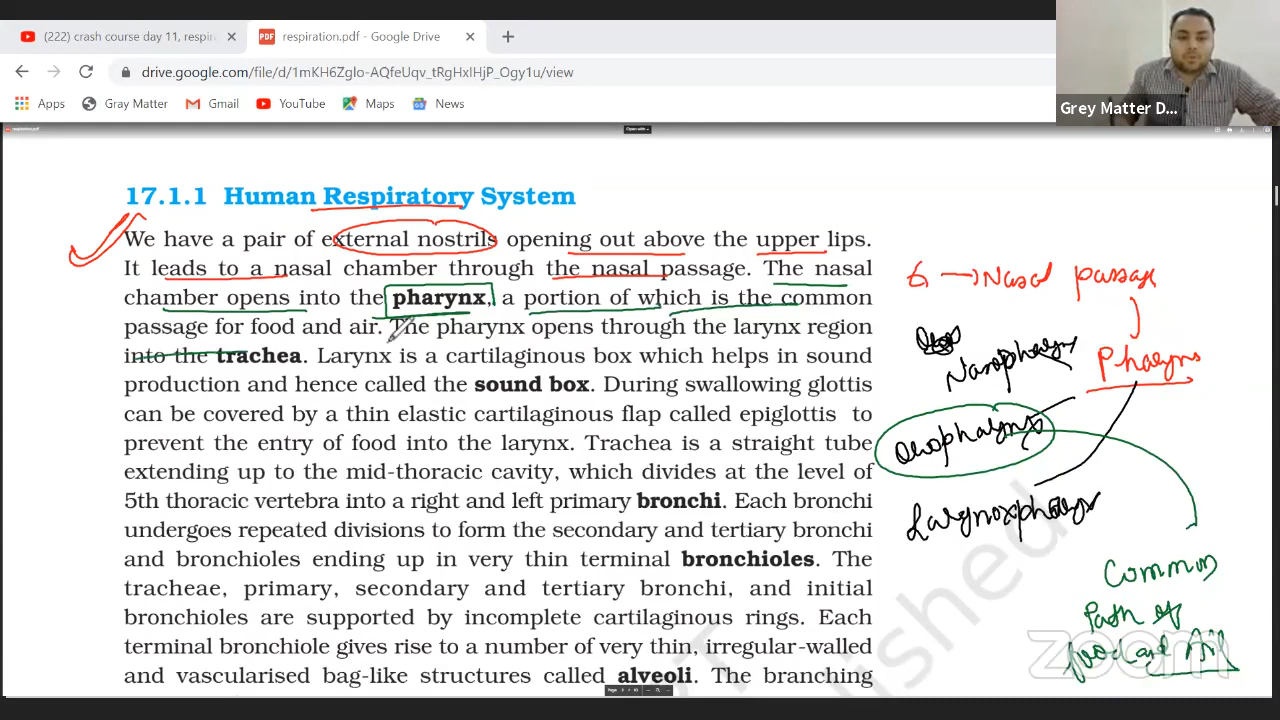 (222) crash course day 11, respir
respiration.pdf - Google Drive
drive.google.com/file/d/1mKH6Zglo-AQfeUqv_tRgHxIHjP_Ogy1u/view
Apps Gray Matter Gmail YouTube Maps News
Grey Matter D...
respiration.pdf
Open with
17.1.1 Human Respiratory System
We have a pair of external nostrils opening out above the upper lips.
It leads to a nasal chamber through the nasal passage. The nasal
chamber opens into the pharynx, a portion of which is the common
passage for food and air. The pharynx opens through the larynx region
into the trachea. Larynx is a cartilaginous box which helps in sound
production and hence called the sound box. During swallowing glottis
can be covered by a thin elastic cartilaginous flap called epiglottis to
prevent the entry of food into the larynx. Trachea is a straight tube
extending up to the mid-thoracic cavity, which divides at the level of
5th thoracic vertebra into a right and left primary bronchi. Each bronchi
undergoes repeated divisions to form the secondary and tertiary bronchi
and bronchioles ending up in very thin terminal bronchioles. The
tracheae, primary, secondary and tertiary bronchi, and initial
bronchioles are supported by incomplete cartilaginous rings. Each
terminal bronchiole gives rise to a number of very thin, irregular-walled
and vascularised bag-like structures called alveoli. The branching
Nasal passage
Pharynx
Nasopharynx
Oropharynx
Larynoxpharynx
Common
Path of
food and Air
zoom